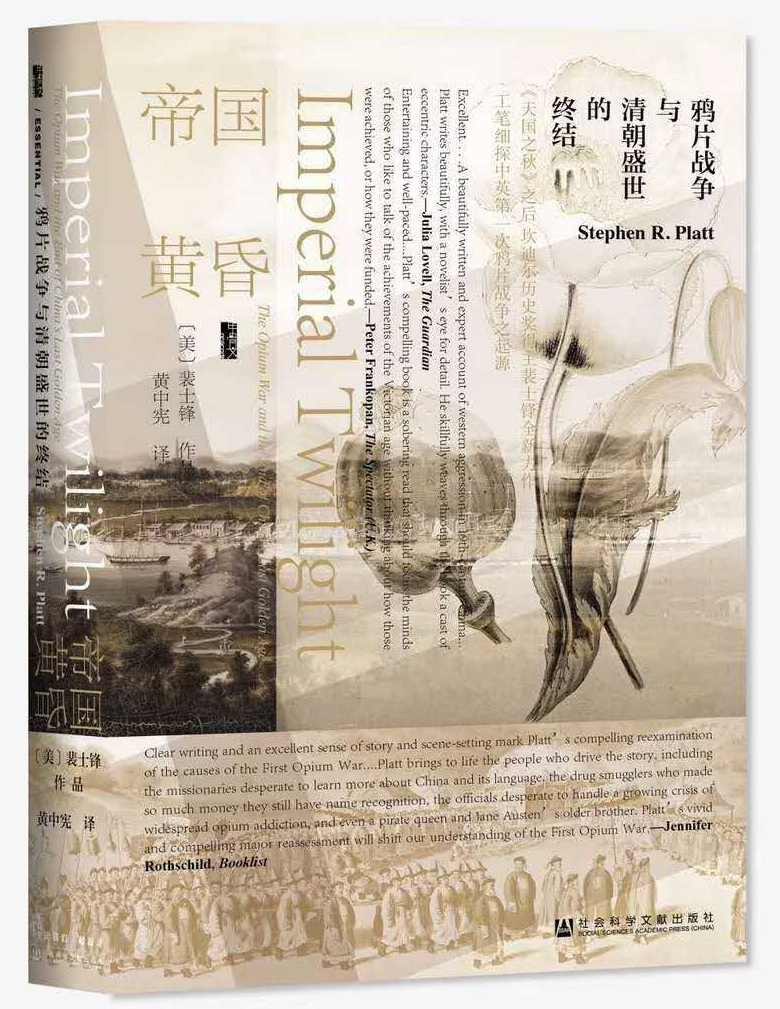 帝国
黄昏
Imperial Twilight
The Opium War and the
Golden
〔美〕裴士锋 作品
黄中宪 译
鸦片战争
与
清朝盛世
的
终结
Stephen R. Platt
《天国之秋》之后 坎迪尔历史奖得主裴士锋全新力作
工笔细探中英第一次鸦片战争之起源
Excellent. . . A beautifully written and expert account of western aggression in
Platt writes beautifully, with a novelist’s eye for detail. He skillfully weaves through the book a cast of
eccentric characters.—Julia Lovell, The Guardian
Entertaining and well-paced....Platt’s compelling book is a sobering read that should focus the minds
of those who like to talk of the achievements of the Victorian age without thinking about how those
were achieved, or how they were funded.—Peter Frankopan, The Spectator (U.K.)
Clear writing and an excellent sense of story and scene-setting mark Platt’s compelling reexamination
of the causes of the First Opium War....Platt brings to life the people who drive the story, including
the missionaries desperate to learn more about China and its language, the drug smugglers who made
so much money they still have name recognition, the officials desperate to handle a growing crisis of
widespread opium addiction, and even a pirate queen and Jane Austen’s older brother. Platt’s vivid
and compelling major reassessment will shift our understanding of the First Opium War.—Jennifer
Rothschild, Booklist
社会科学文献出版社
SOCIAL SCIENCES ACADEMIC PRESS (CHINA)
/ ESSENTIAL /
鸦片战争与清朝盛世的终结
The Opium War and the End of China’s Last Golden Age
Imperial Twilight
Stephen R. Platt
帝国
黄昏
〔美〕裴士锋
作品
黄中宪 译